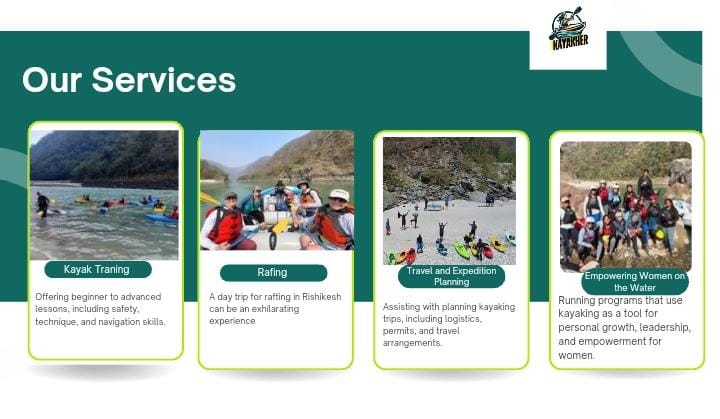 KAYAKHER
Our Services
Kayak Traning
Offering beginner to advanced
lessons, including safety,
technique, and navigation skills.
Rafing
A day trip for rafting in Rishikesh
can be an exhilarating
experience
Travel and Expedition
Planning
Assisting with planning kayaking
trips, including logistics,
permits, and travel
arrangements.
Empowering Women on
the Water
Running programs that use
kayaking as a tool for
personal growth, leadership,
and empowerment for
women.